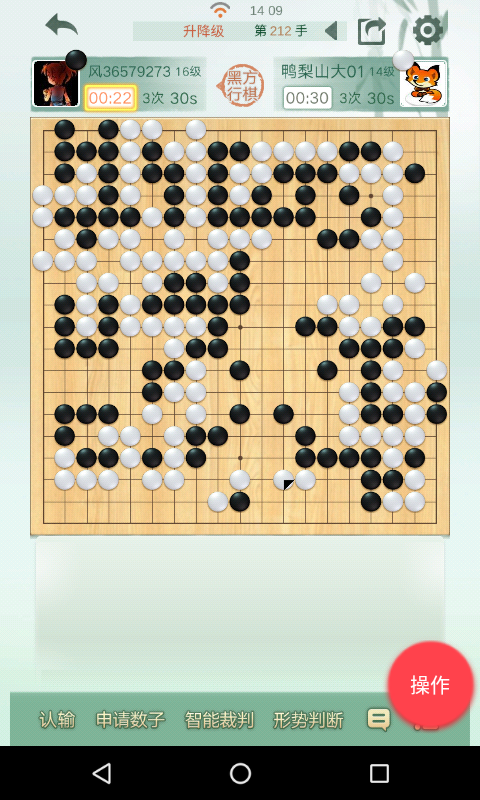 14 09
升降级 第 212 手
风36579273 16级
00:22 3次 30s
黑方
行棋
鸭梨山大01 14级
00:30 3次 30s
操作
认输 申请数子 智能裁判 形势判断